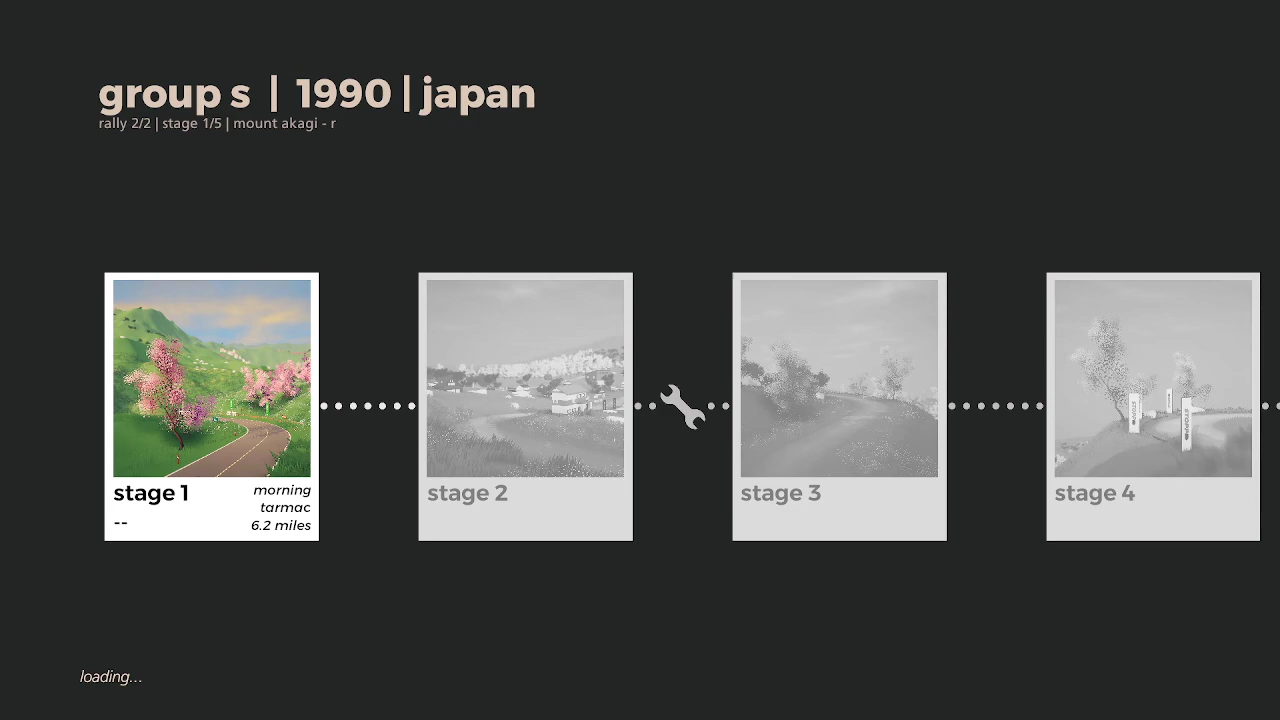 group s | 1990 | japan
rally 2/2 | stage 1/5 | mount akagi - r
stage 1
--
morning
tarmac
6.2 miles
stage 2
stage 3
stage 4
loading...